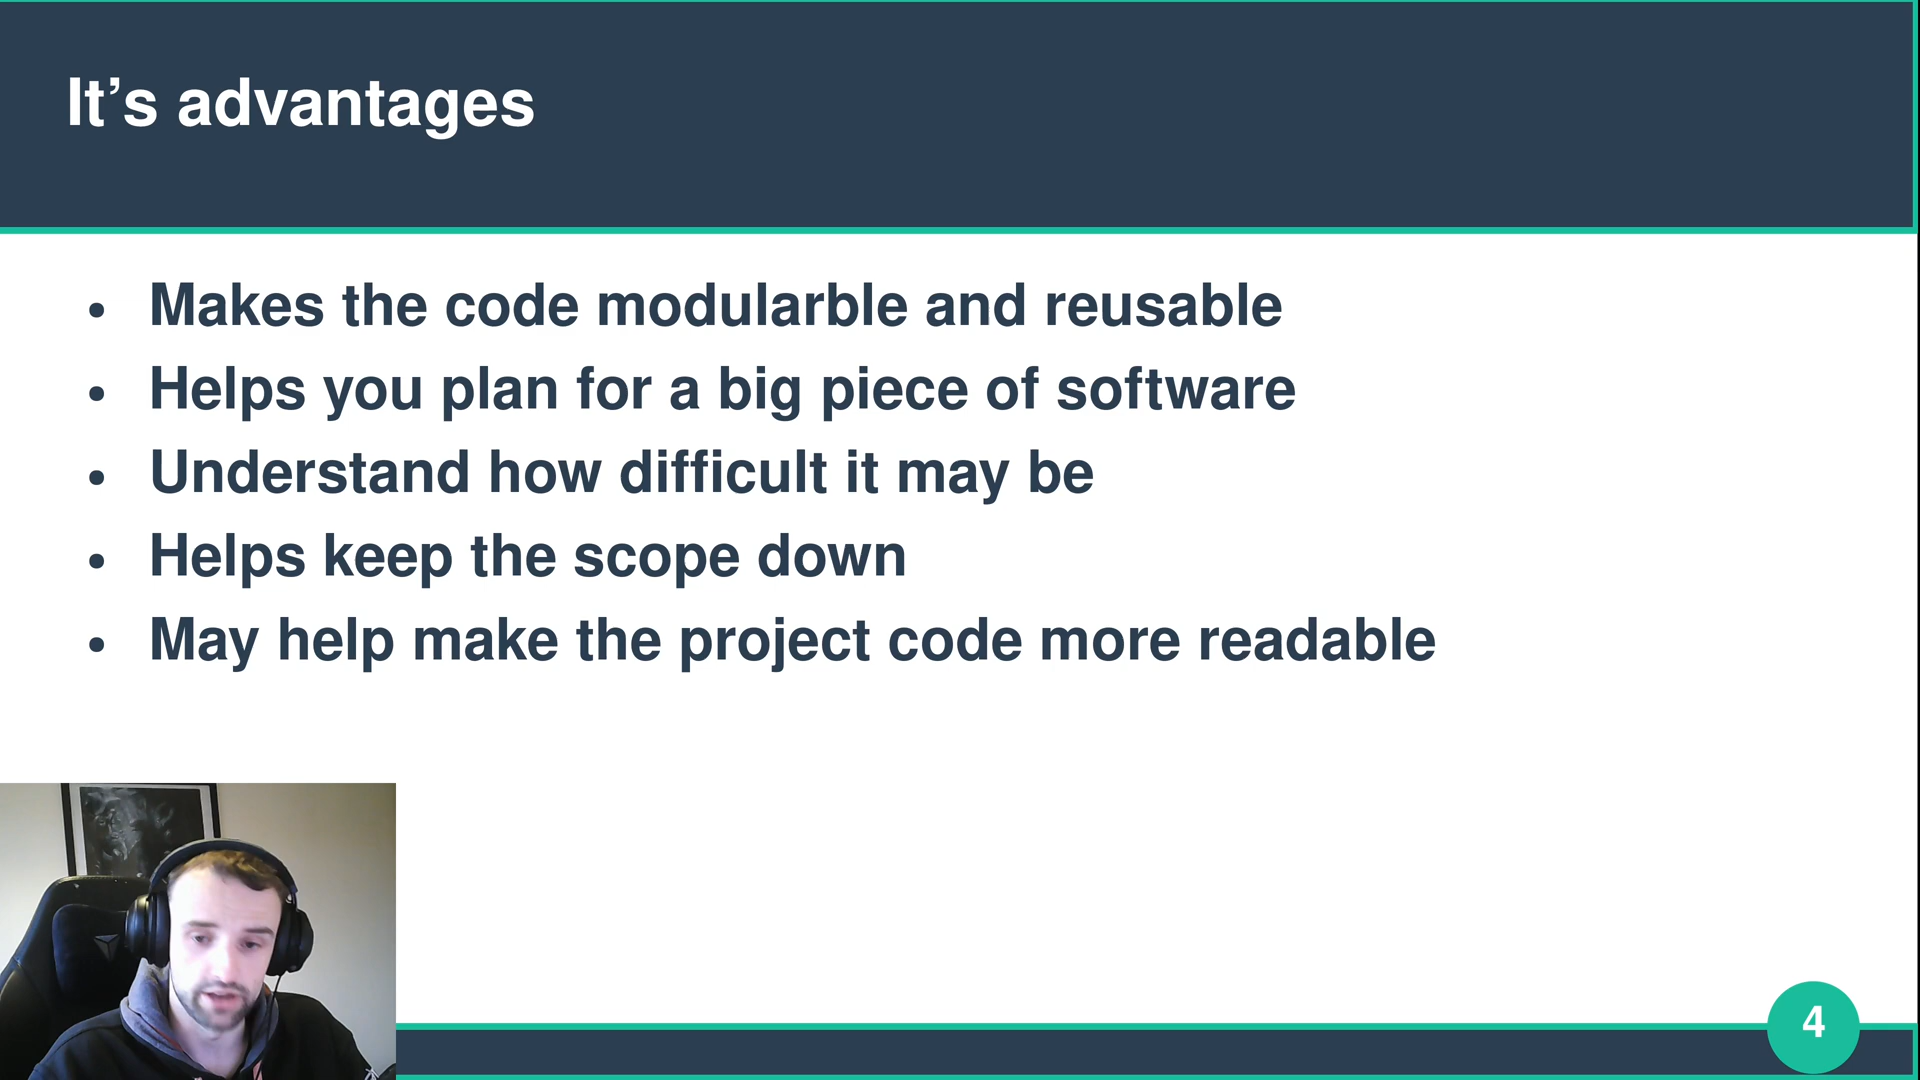 It’s advantages
Makes the code modularble and reusable
Helps you plan for a big piece of software
Understand how difficult it may be
Helps keep the scope down
May help make the project code more readable
4